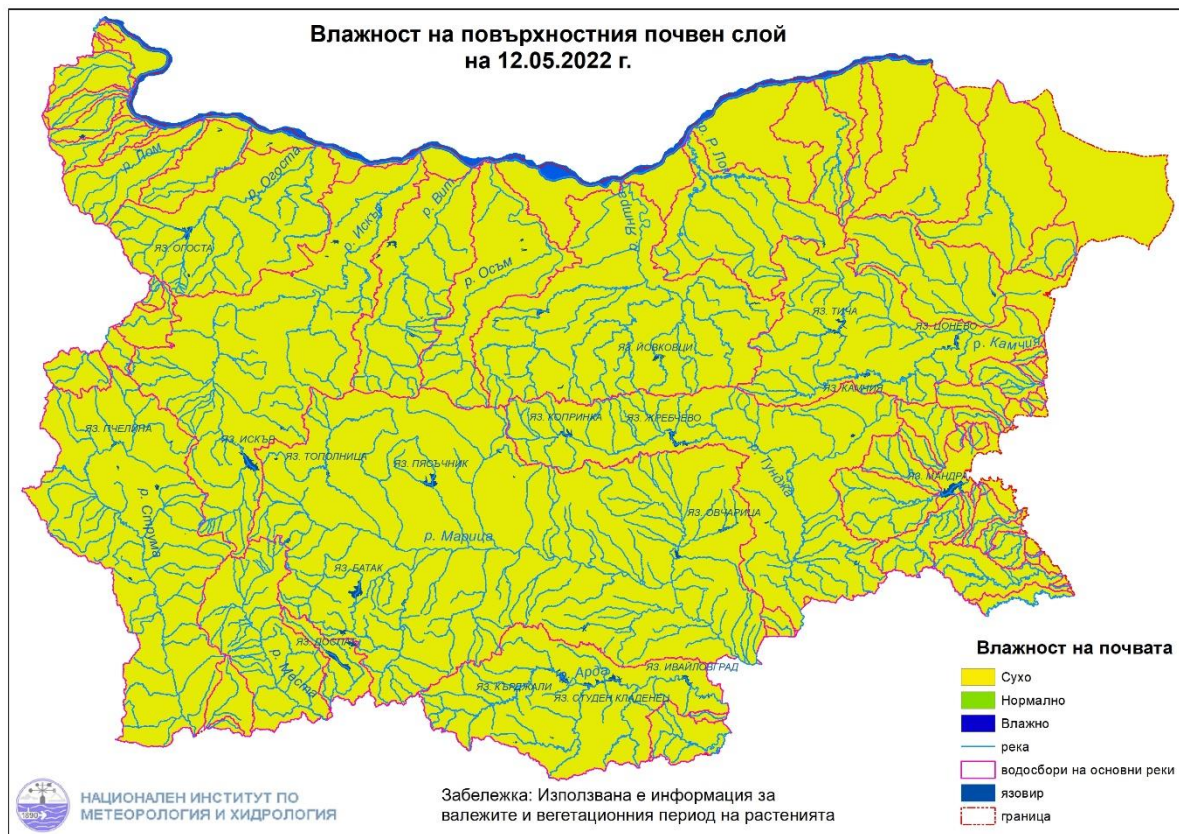 Влажност на повърхностния почвен слой
на 12.05.2022 г.
р. Лом
р. Огоста
р. Искър
р. Вит
р. Осъм
р. Янтра
р. Р Лом
ЯЗ. ОГОСТА
ЯЗ. ТИЧА
ЯЗ. ЦОНЕВО
р. Камчия
ЯЗ. ЙОВКОВЦИ
ЯЗ. КАМЧИЯ
ЯЗ. КОПРИНКА
ЯЗ. ЖРЕБЧЕВО
ЯЗ. ПЧЕЛИНА
ЯЗ. ИСКЪР
ЯЗ. ТОПОЛНИЦА
ЯЗ. ПЯСЪЧНИК
Тунджа
ЯЗ. МАНДРА
р. Струма
ЯЗ. ОВЧАРИЦА
р. Марица
ЯЗ. БАТАК
ЯЗ. ДОСПАТ
р. Места
р. Арда
ЯЗ. ИВАЙЛОВГРАД
ЯЗ. КЪРДЖАЛИ
ЯЗ. СТУДЕН КЛАДЕНЕЦ
Влажност на почвата
Сухо
Нормално
Влажно
река
водосбори на основни реки
язовир
граница
1890
НАЦИОНАЛЕН ИНСТИТУТ ПО
МЕТЕОРОЛОГИЯ И ХИДРОЛОГИЯ
Забележка: Използвана е информация за
валежите и вегетационния период на растенията